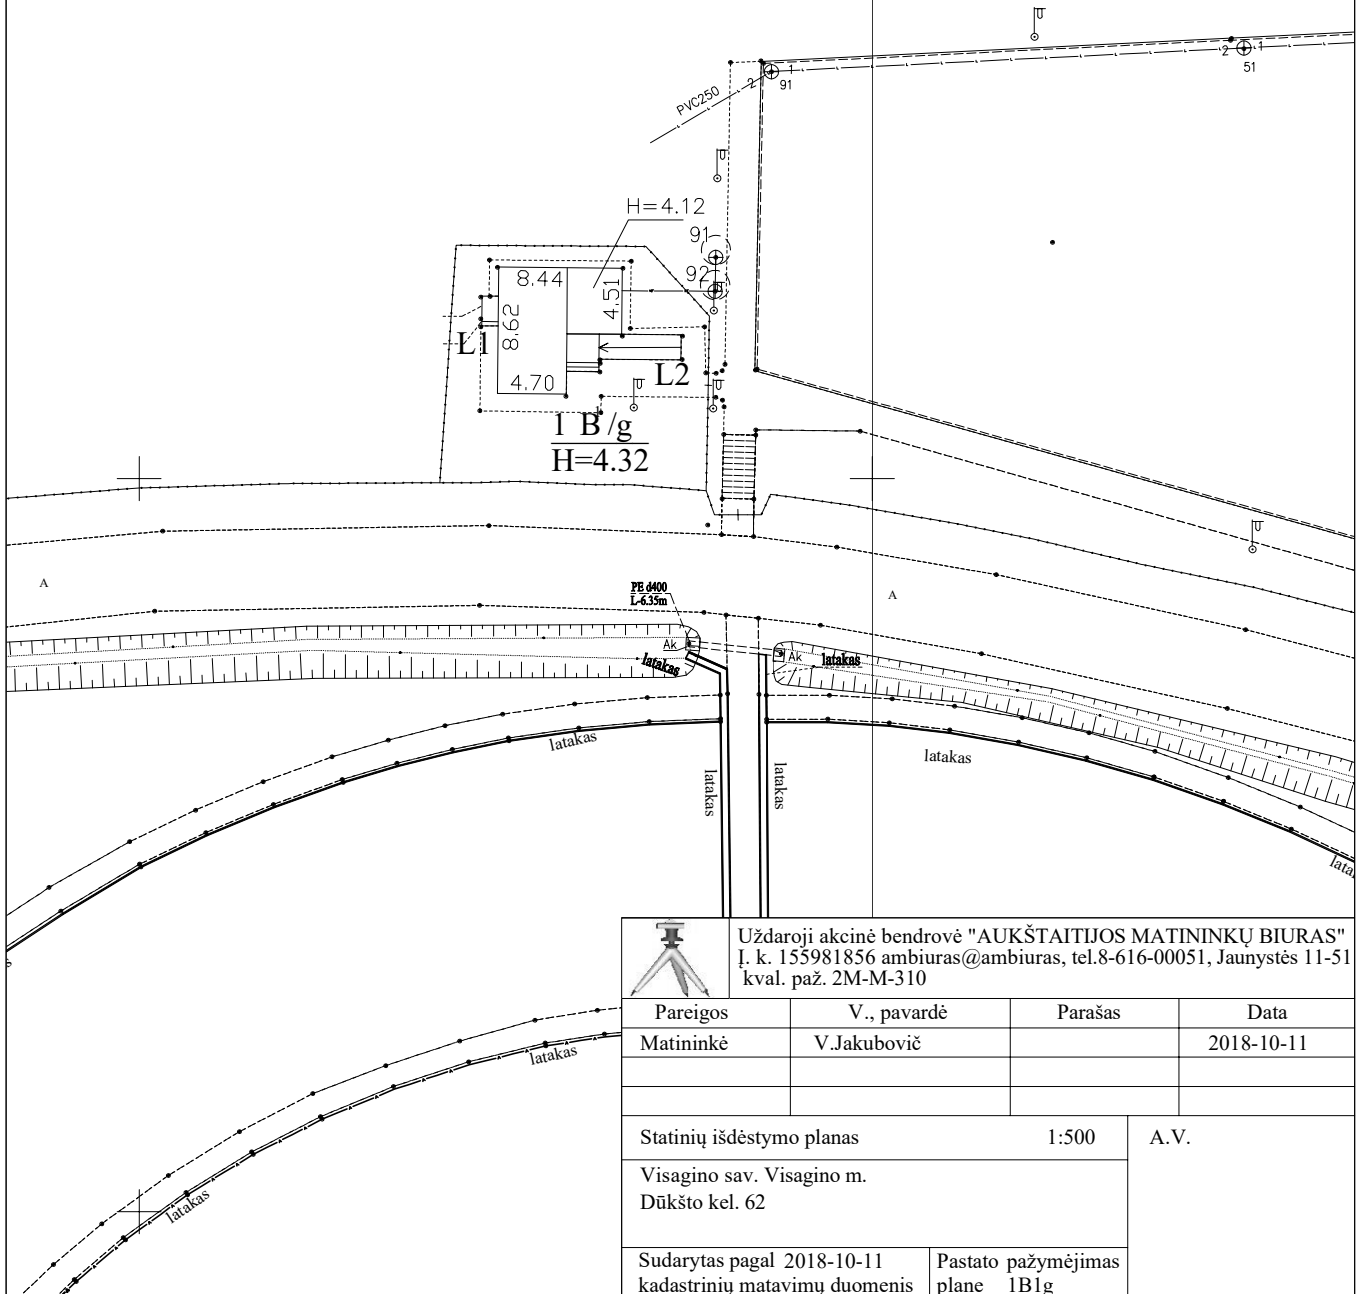 U
1
2
51
2
1
91
PVC250
U
H=4.12
91
92
U
8.44
4.51
8.62
L1
4.70
L2
U
U
1 B /g
H=4.32
U
A
A
PE d400
L-6.35m
Ak
latakas
Ak
latakas
latakas
latakas
latakas
latakas
latakas
Uždaroji akcinė bendrovė "AUKŠTAITIJOS MATININKŲ BIURAS"
Į. k. 155981856 ambiuras@ambiuras, tel.8-616-00051, Jaunystės 11-51
kval. paž. 2M-M-310
Pareigos V., pavardė Parašas Data
Matininkė V.Jakubovič 2018-10-11
latakas
latakas
Statinių išdėstymo planas 1:500 A.V.
Visagino sav. Visagino m.
Dūkšto kel. 62
Sudarytas pagal 2018-10-11
kadastrinių matavimų duomenis
Pastato pažymėjimas
plane 1B1g